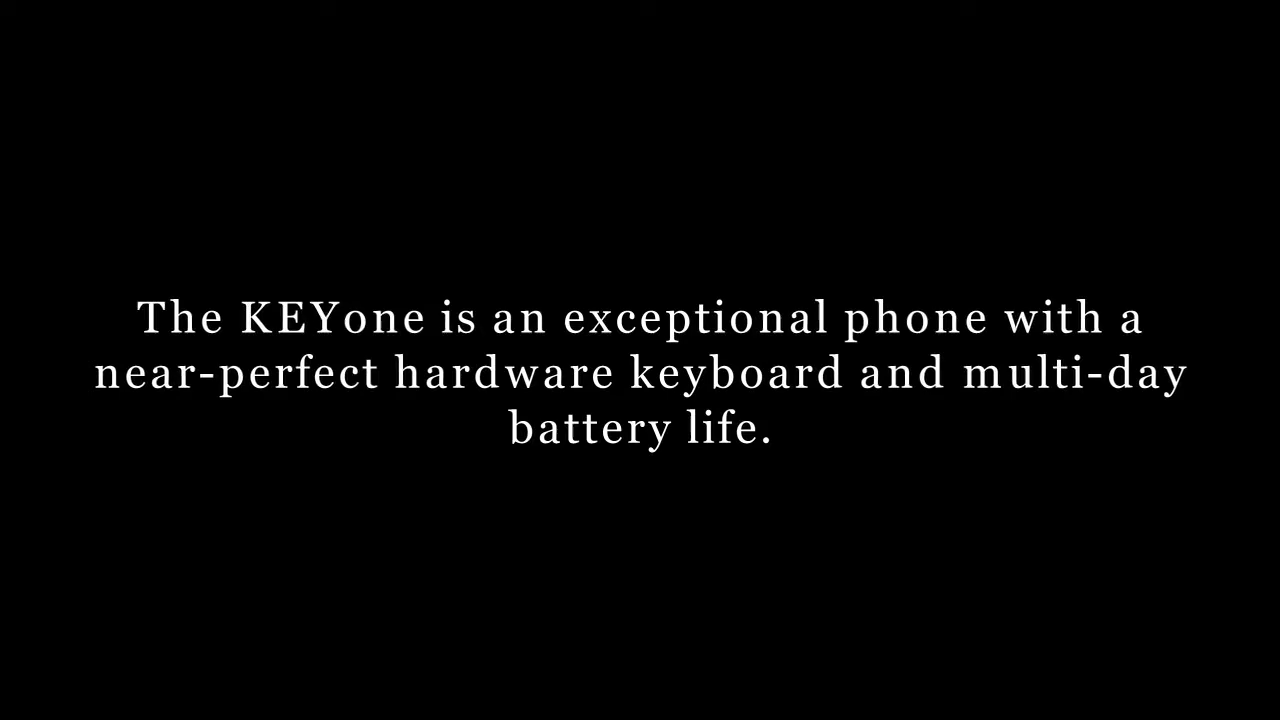 The KEYone is an exceptional phone with a
near-perfect hardware keyboard and multi-day
battery life.